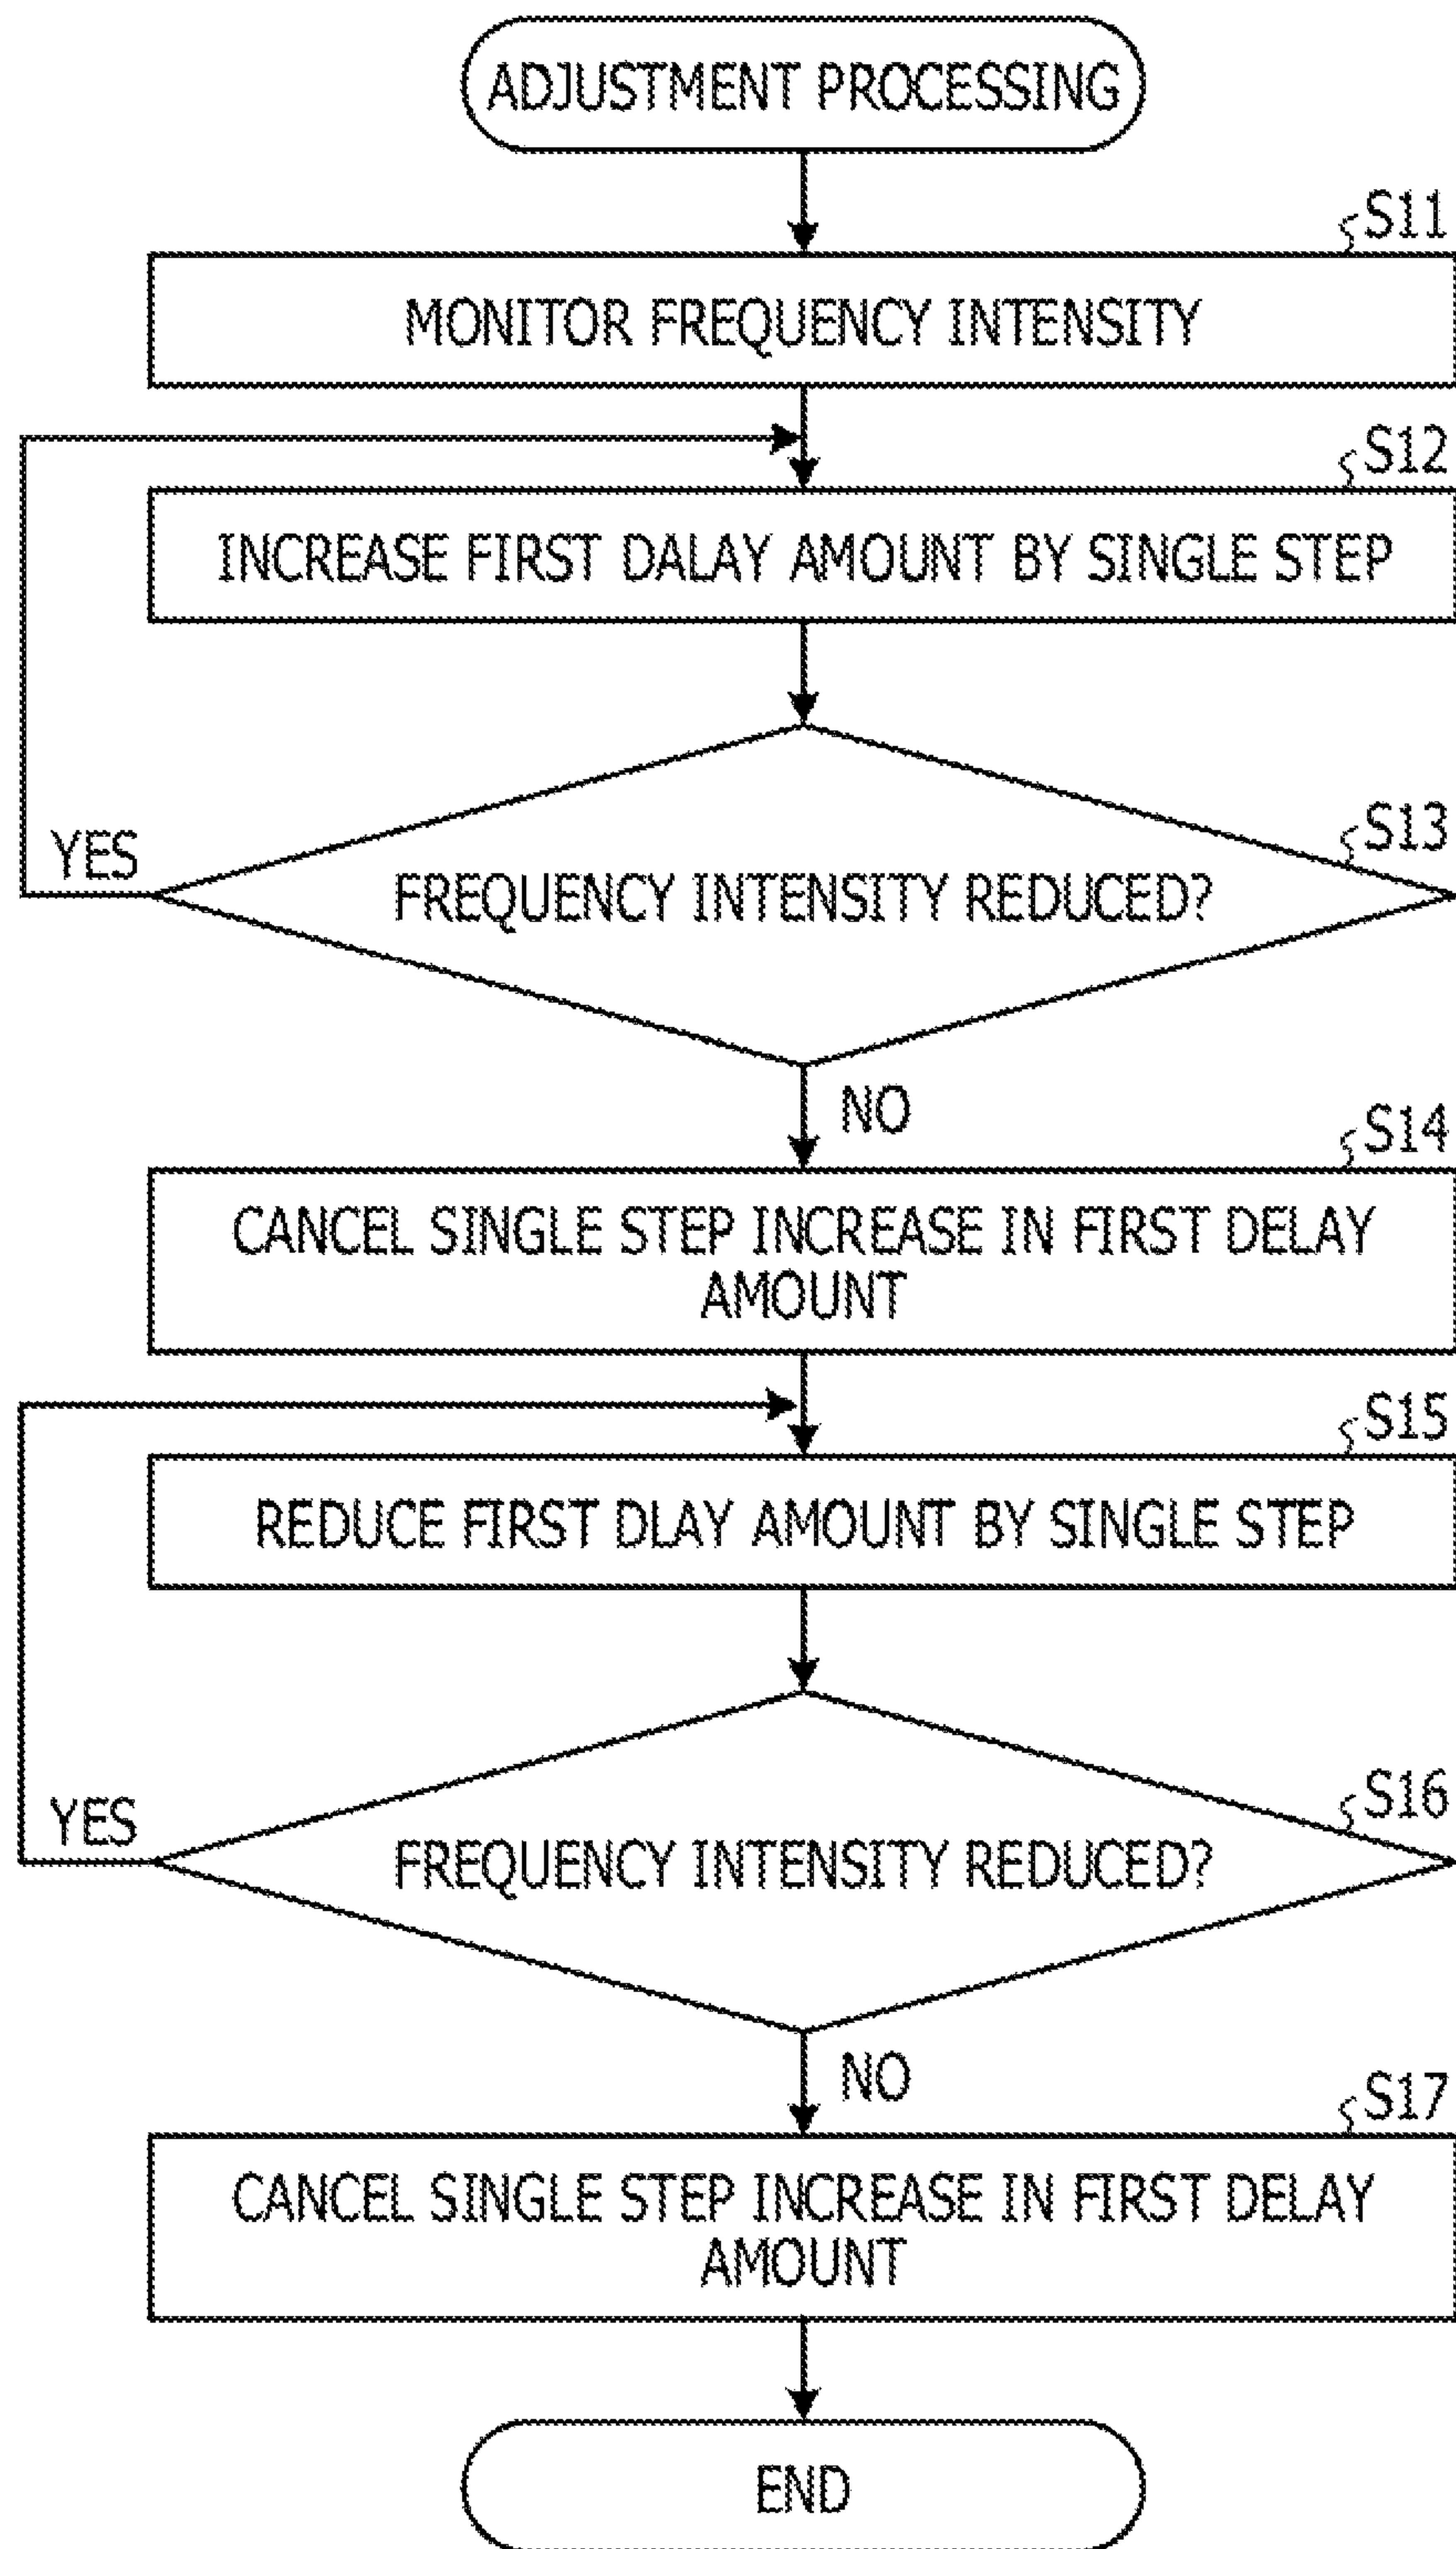 ADJUSTMENT PROCESSING
S11
MONITOR FREQUENCY INTENSITY
S12
INCREASE FIRST DALAY AMOUNT BY SINGLE STEP
S13
YES
FREQUENCY INTENSITY REDUCED?
NO
S14
CANCEL SINGLE STEP INCREASE IN FIRST DELAY
AMOUNT
S15
REDUCE FIRST DLAY AMOUNT BY SINGLE STEP
S16
YES
FREQUENCY INTENSITY REDUCED?
NO
S17
CANCEL SINGLE STEP INCREASE IN FIRST DELAY
AMOUNT
END